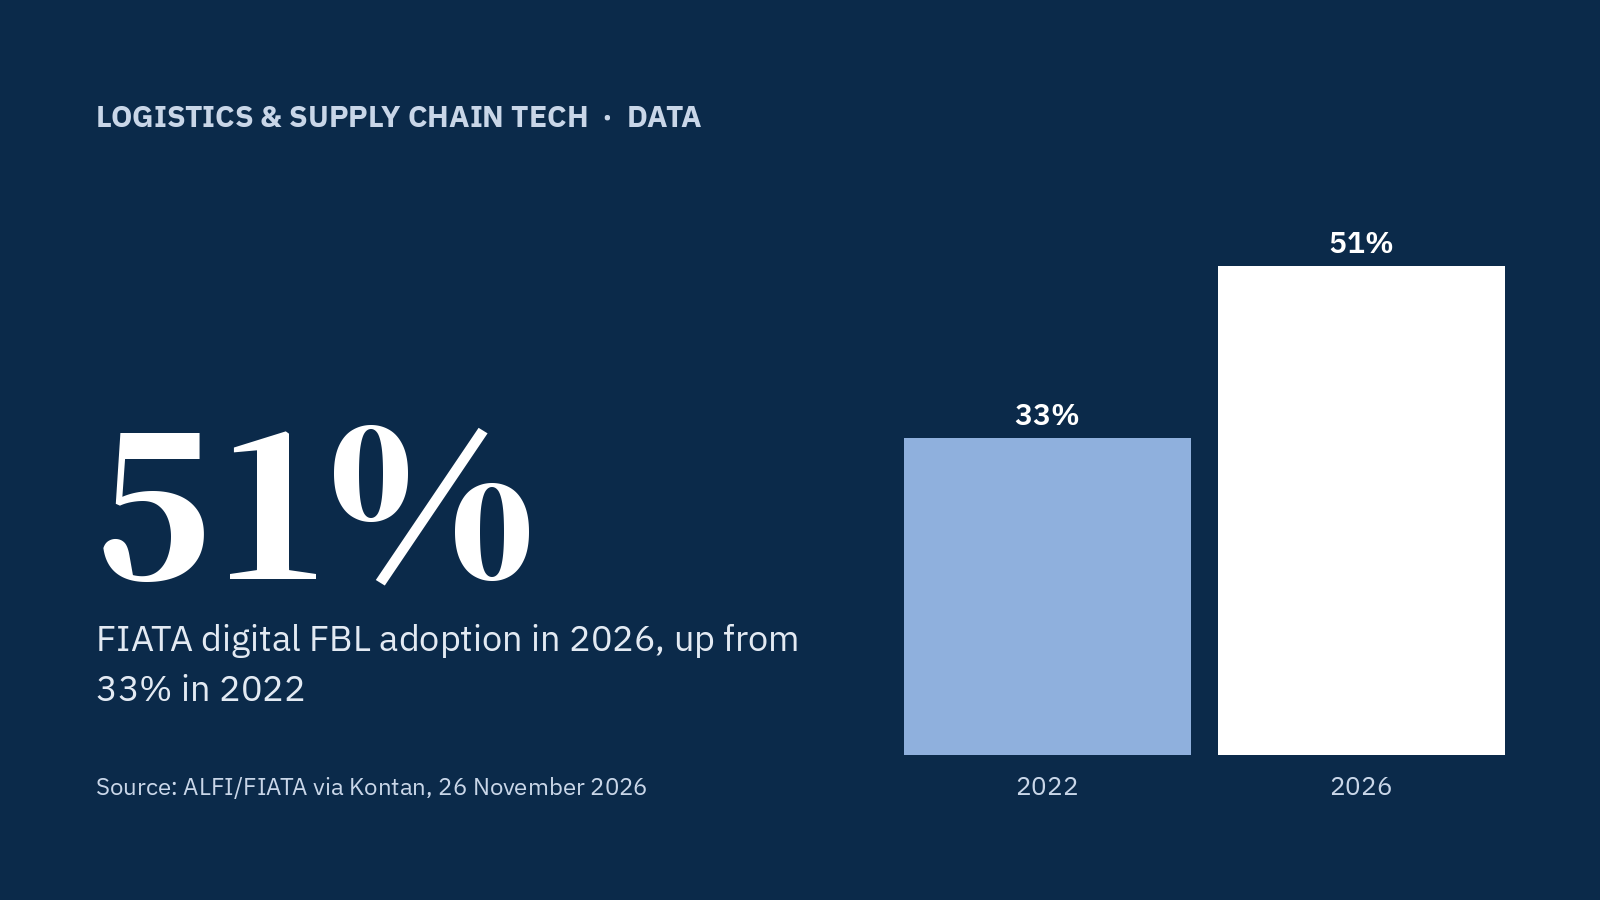 LOGISTICS & SUPPLY CHAIN TECH · DATA
51%
FIATA digital FBL adoption in 2026, up from
33% in 2022
Source: ALFI/FIATA via Kontan, 26 November 2026
33%
51%
2022
2026